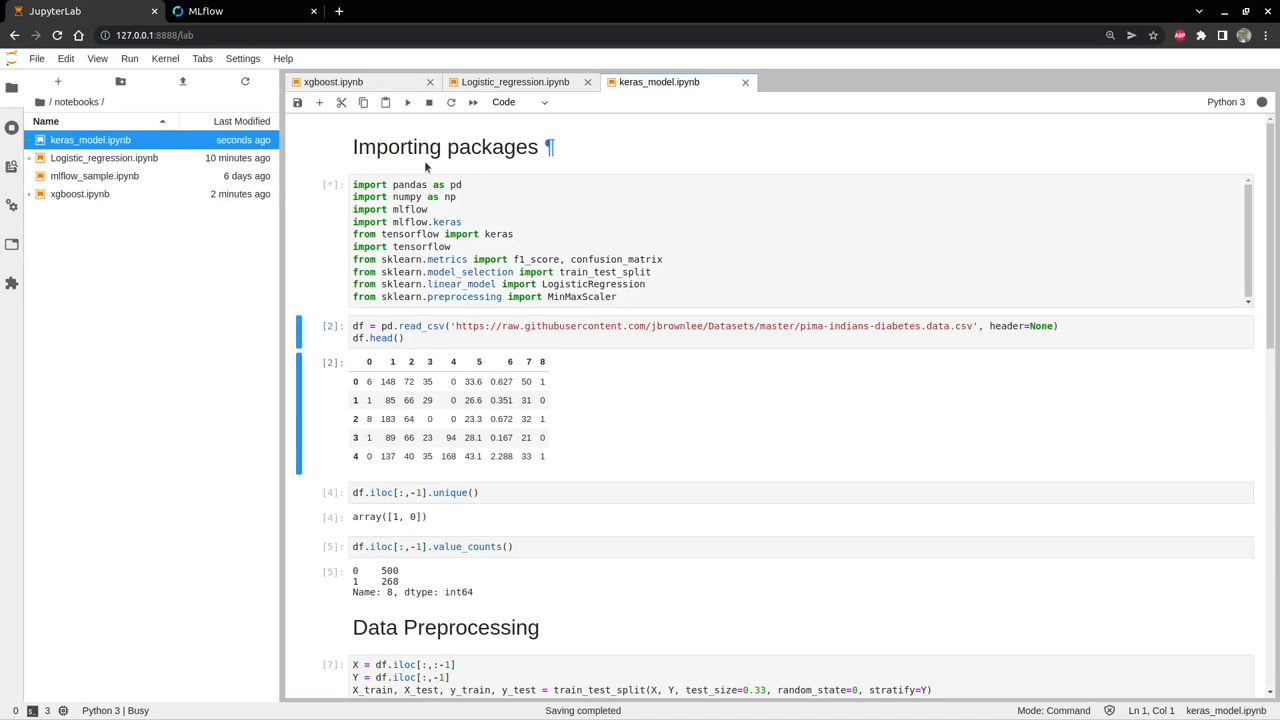 JupyterLab
MLflow
127.0.0.1:8888/lab
ABP
File Edit View Run Kernel Tabs Settings Help
xgboost.ipynb
Logistic_regression.ipynb
keras_model.ipynb
/ notebooks /
Code
Python 3
Name
Last Modified
keras_model.ipynb seconds ago
Logistic_regression.ipynb 10 minutes ago
mlflow_sample.ipynb 6 days ago
xgboost.ipynb 2 minutes ago
Importing packages ¶
[*]:
import pandas as pd
import numpy as np
import mlflow
import mlflow.keras
from tensorflow import keras
import tensorflow
from sklearn.metrics import f1_score, confusion_matrix
from sklearn.model_selection import train_test_split
from sklearn.linear_model import LogisticRegression
from sklearn.preprocessing import MinMaxScaler
[2]: df = pd.read_csv('https://raw.githubusercontent.com/jbrownlee/Datasets/master/pima-indians-diabetes.data.csv', header=None)
df.head()
[2]: 0 1 2 3 4 5 6 7 8
0 6 148 72 35 0 33.6 0.627 50 1
1 1 85 66 29 0 26.6 0.351 31 0
2 8 183 64 0 0 23.3 0.672 32 1
3 1 89 66 23 94 28.1 0.167 21 0
4 0 137 40 35 168 43.1 2.288 33 1
[4]: df.iloc[:,-1].unique()
[4]: array([1, 0])
[5]: df.iloc[:,-1].value_counts()
[5]: 0 500
1 268
Name: 8, dtype: int64
Data Preprocessing
[7]: X = df.iloc[:,:-1]
Y = df.iloc[:,-1]
X_train, X_test, y_train, y_test = train_test_split(X, Y, test_size=0.33, random_state=0, stratify=Y)
0 3 Python 3 | Busy
Saving completed
Mode: Command Ln 1, Col 1 keras_model.ipynb